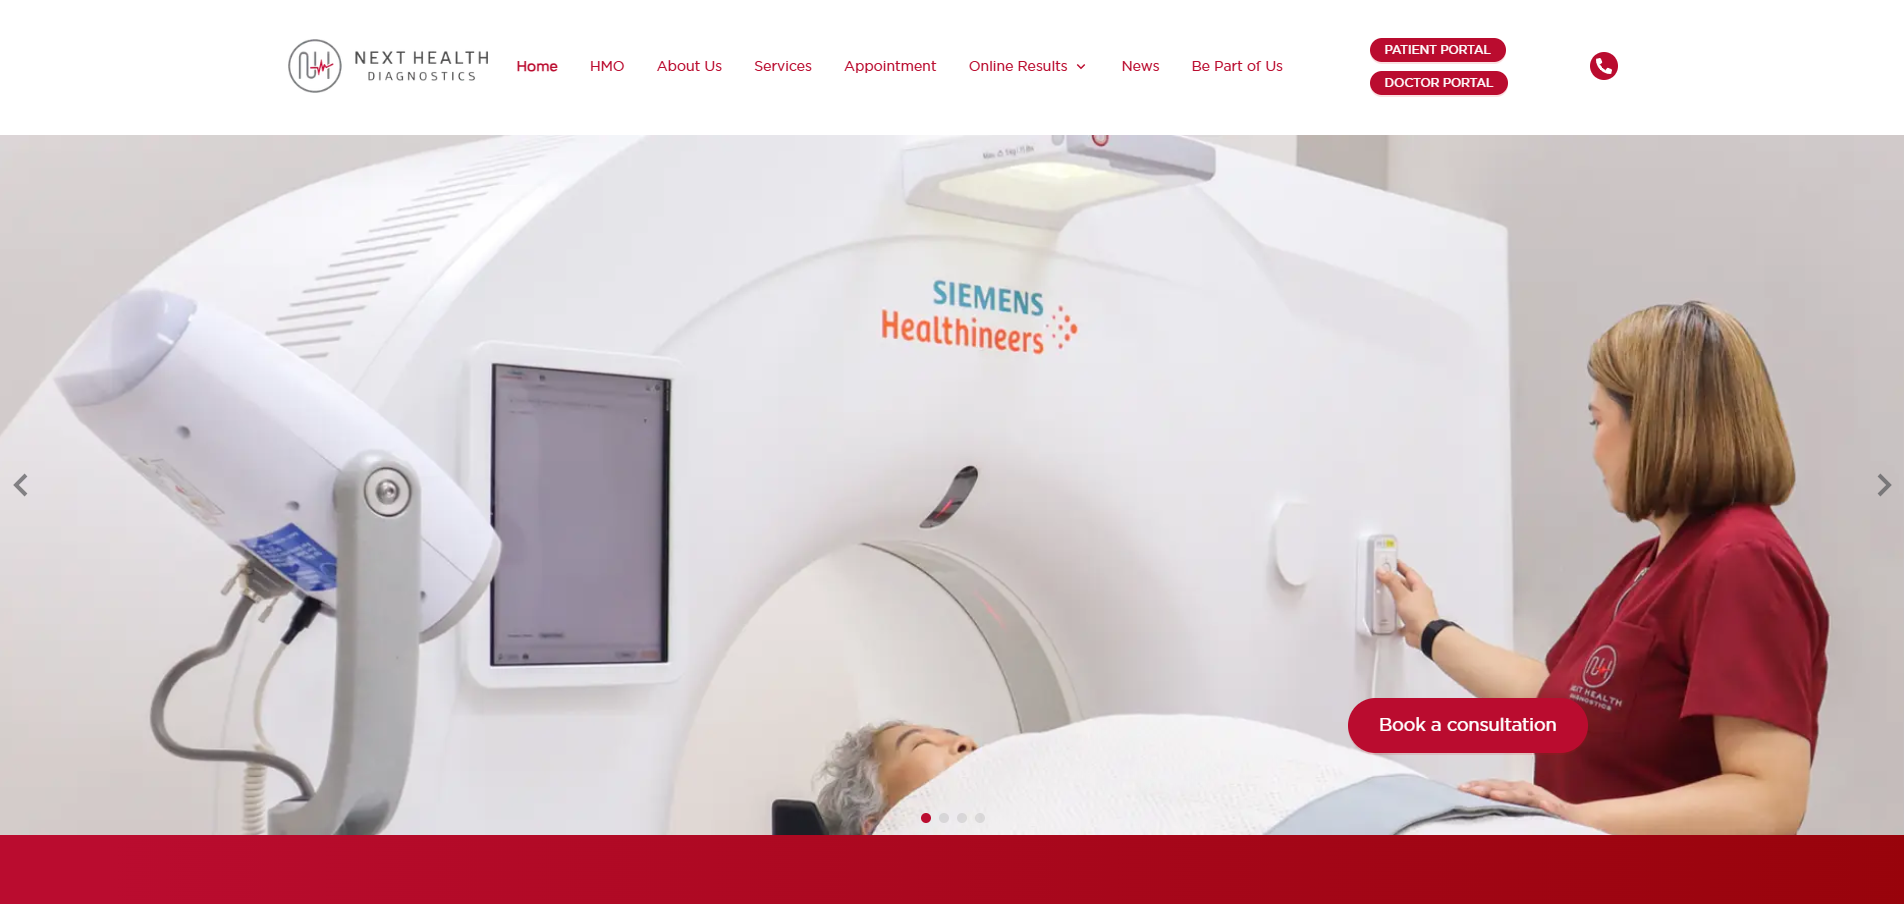 NEXT HEALTH
DIAGNOSTICS
Home
HMO
About Us
Services
Appointment
Online Results
News
Be Part of Us
PATIENT PORTAL
DOCTOR PORTAL
SIEMENS
Healthineers
NEXT HEALTH
DIAGNOSTICS
Book a consultation